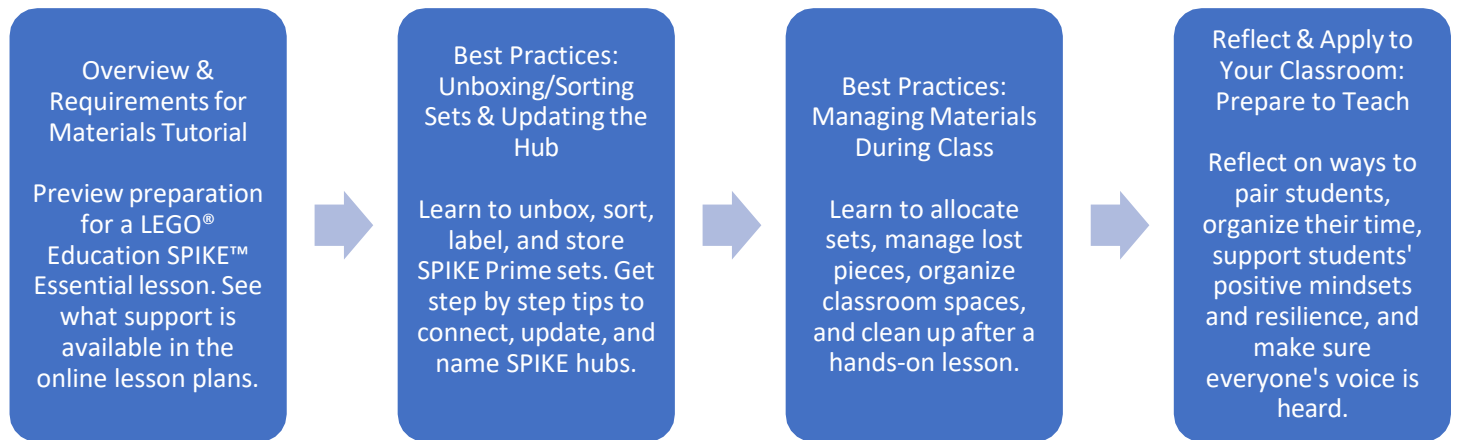 Overview &
Requirements for
Materials Tutorial
Preview preparation
for a LEGO®
Education SPIKE™
Essential lesson. See
what support is
available in the
online lesson plans.
Best Practices:
Unboxing/Sorting
Sets & Updating the
Hub
Learn to unbox, sort,
label, and store
SPIKE Prime sets. Get
step by step tips to
connect, update, and
name SPIKE hubs.
Best Practices:
Managing Materials
During Class
Learn to allocate
sets, manage lost
pieces, organize
classroom spaces,
and clean up after a
hands-on lesson.
Reflect & Apply to
Your Classroom:
Prepare to Teach
Reflect on ways to
pair students,
organize their time,
support students'
positive mindsets
and resilience, and
make sure
everyone's voice is
heard.